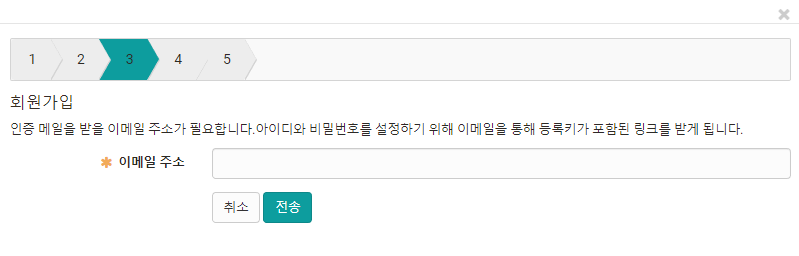 1 2 3 4 5
회원가입
인증 메일을 받을 이메일 주소가 필요합니다.아이디와 비밀번호를 설정하기 위해 이메일을 통해 등록키가 포함된 링크를 받게 됩니다.
✱ 이메일 주소
취소 전송